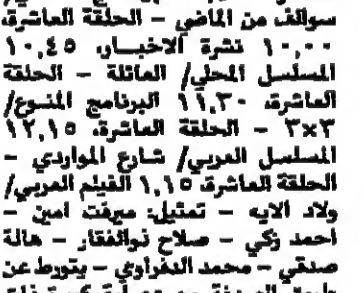 سوالف من الماضي – الحلقة العاشرة،
١٠,٠٠ نشرة الاخبـــار، ١٠,٤٥
المسلسل المحلي/ العائلة – الحلقة
العاشرة، ١١,٣٠ البرنامج المنوع/
٣×٣ – الحلقة العاشرة، ١٢,١٥
المسلسل العربي/ شارع المواردي –
الحلقة العاشرة، ١,١٥ الفيلم العربي/
ولاد الايه – تمثيل: ميرفت امين –
احمد زكي – صلاح ذوالفقار – هالة
صدقي – محمد الدفراوي – يتورط عن